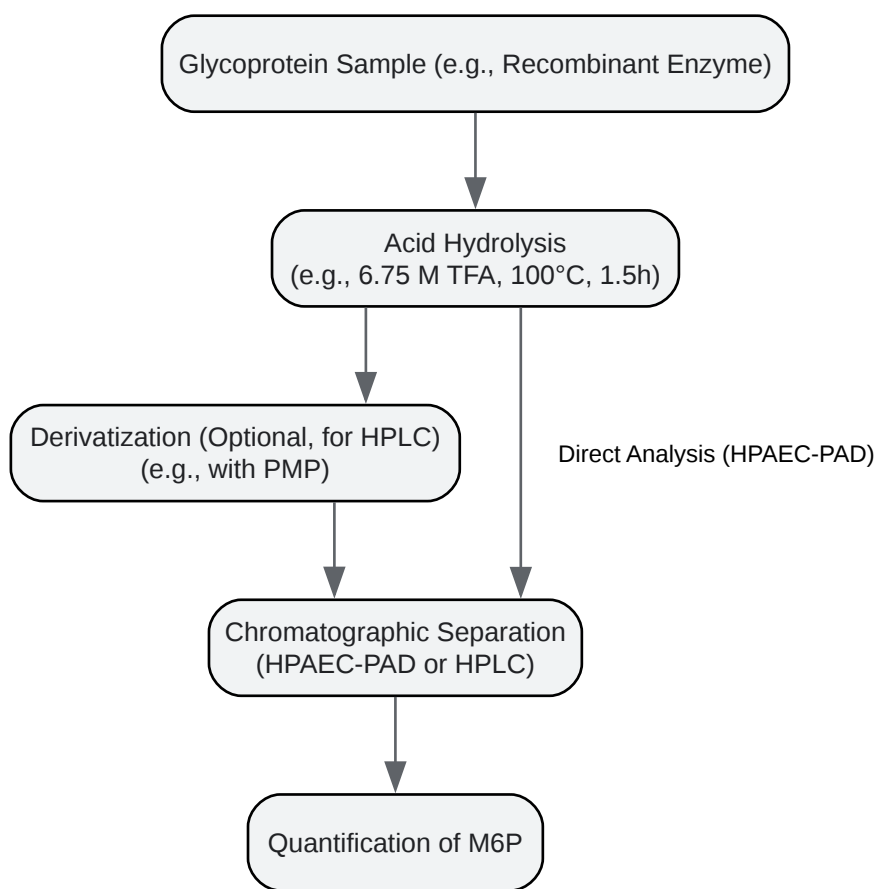 Glycoprotein Sample (e.g., Recombinant Enzyme)
Acid Hydrolysis
(e.g., 6.75 M TFA, 100°C, 1.5h)
Derivatization (Optional, for HPLC)
(e.g., with PMP)
Direct Analysis (HPAEC-PAD)
Chromatographic Separation
(HPAEC-PAD or HPLC)
Quantification of M6P